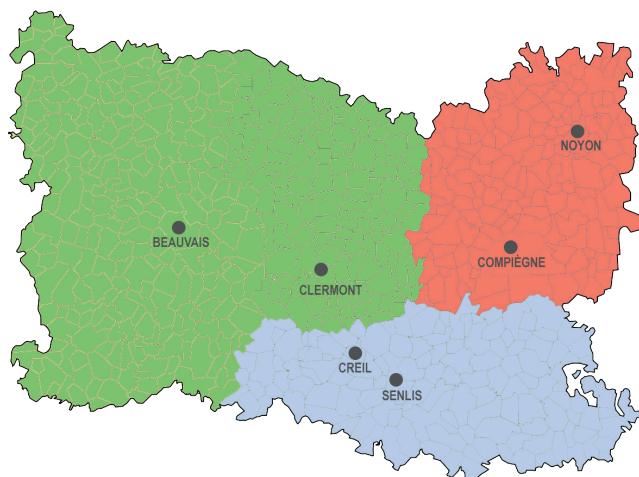 NOYON
BEAUVAIS
COMPIÈGNE
CLERMONT
CREIL
SENLIS